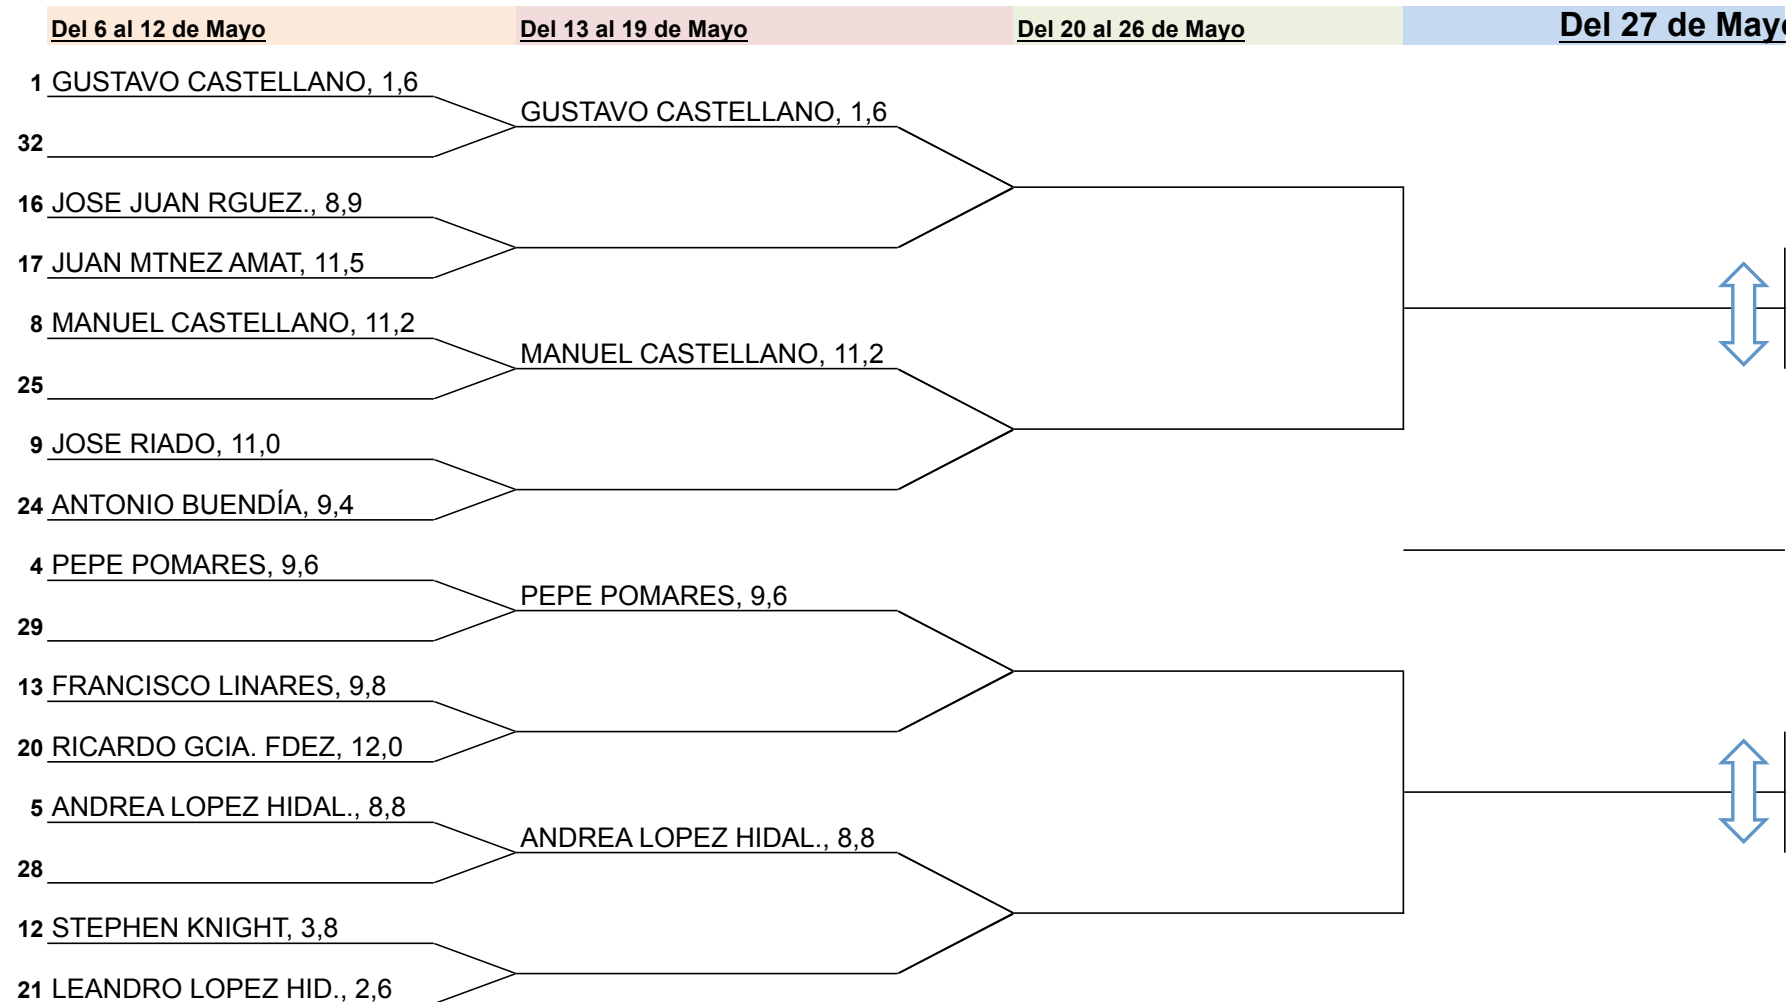 Del 6 al 12 de Mayo Del 13 al 19 de Mayo Del 20 al 26 de Mayo Del 27 de Mayo
1 GUSTAVO CASTELLANO, 1,6
GUSTAVO CASTELLANO, 1,6
32
16 JOSE JUAN RGUEZ., 8,9
17 JUAN MTNEZ AMAT, 11,5
8 MANUEL CASTELLANO, 11,2
MANUEL CASTELLANO, 11,2
25
9 JOSE RIADO, 11,0
24 ANTONIO BUENDÍA, 9,4
4 PEPE POMARES, 9,6
PEPE POMARES, 9,6
29
13 FRANCISCO LINARES, 9,8
20 RICARDO GCIA. FDEZ, 12,0
5 ANDREA LOPEZ HIDAL., 8,8
ANDREA LOPEZ HIDAL., 8,8
28
12 STEPHEN KNIGHT, 3,8
21 LEANDRO LOPEZ HID., 2,6